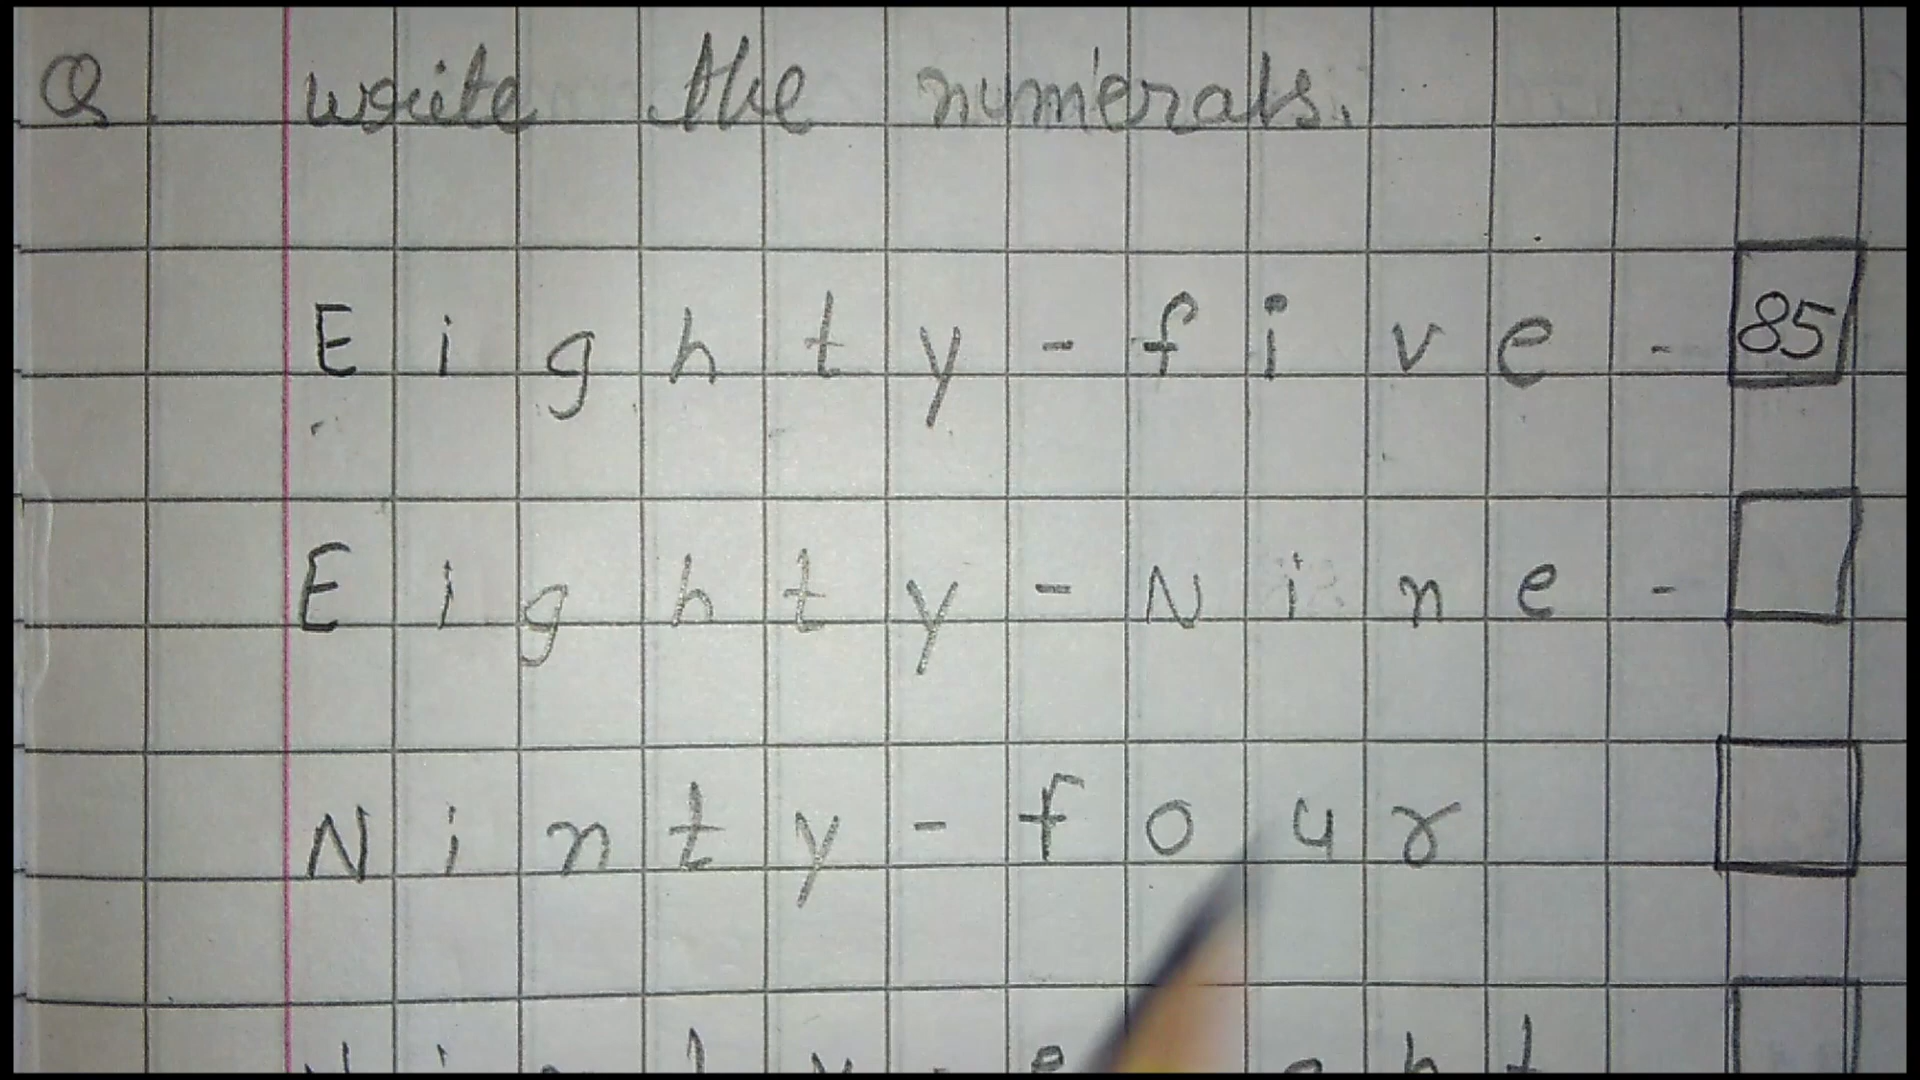 Q. write the numerals.
Eighty-five - 85
Eighty-Nine -
Ninty-four